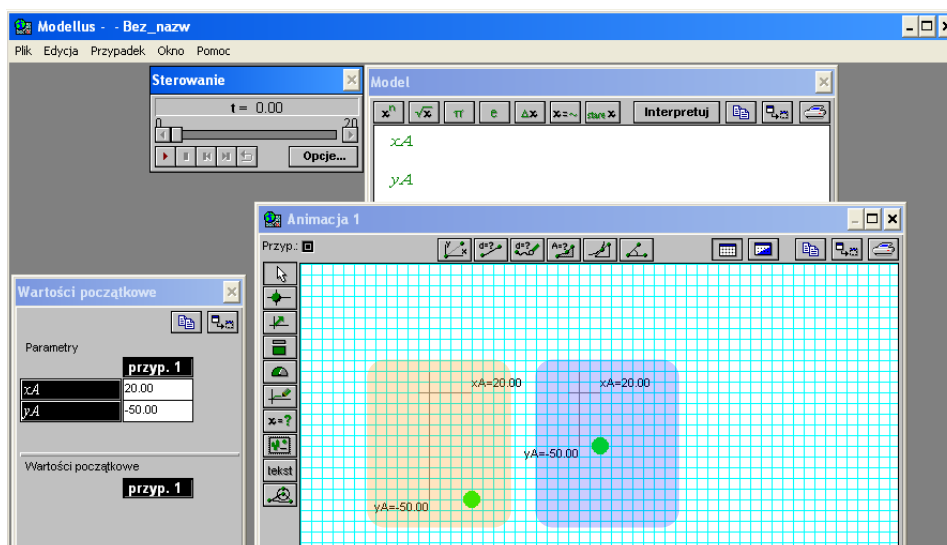 Modellus - - Bez_nazw
Plik Edycja Przypadek Okno Pomoc
Sterowanie
t = 0.00
0 20
Opcje...
Model
xⁿ √x π e Δx x=~ Interpretuj
xA
yA
Animacja 1
Przyp.:
d=? d=? A=?
x=?
tekst
Wartości początkowe
Parametry
przyp. 1
xA 20.00
yA -50.00
Wartości początkowe
przyp. 1
xA=20.00 xA=20.00
yA=-50.00
yA=-50.00